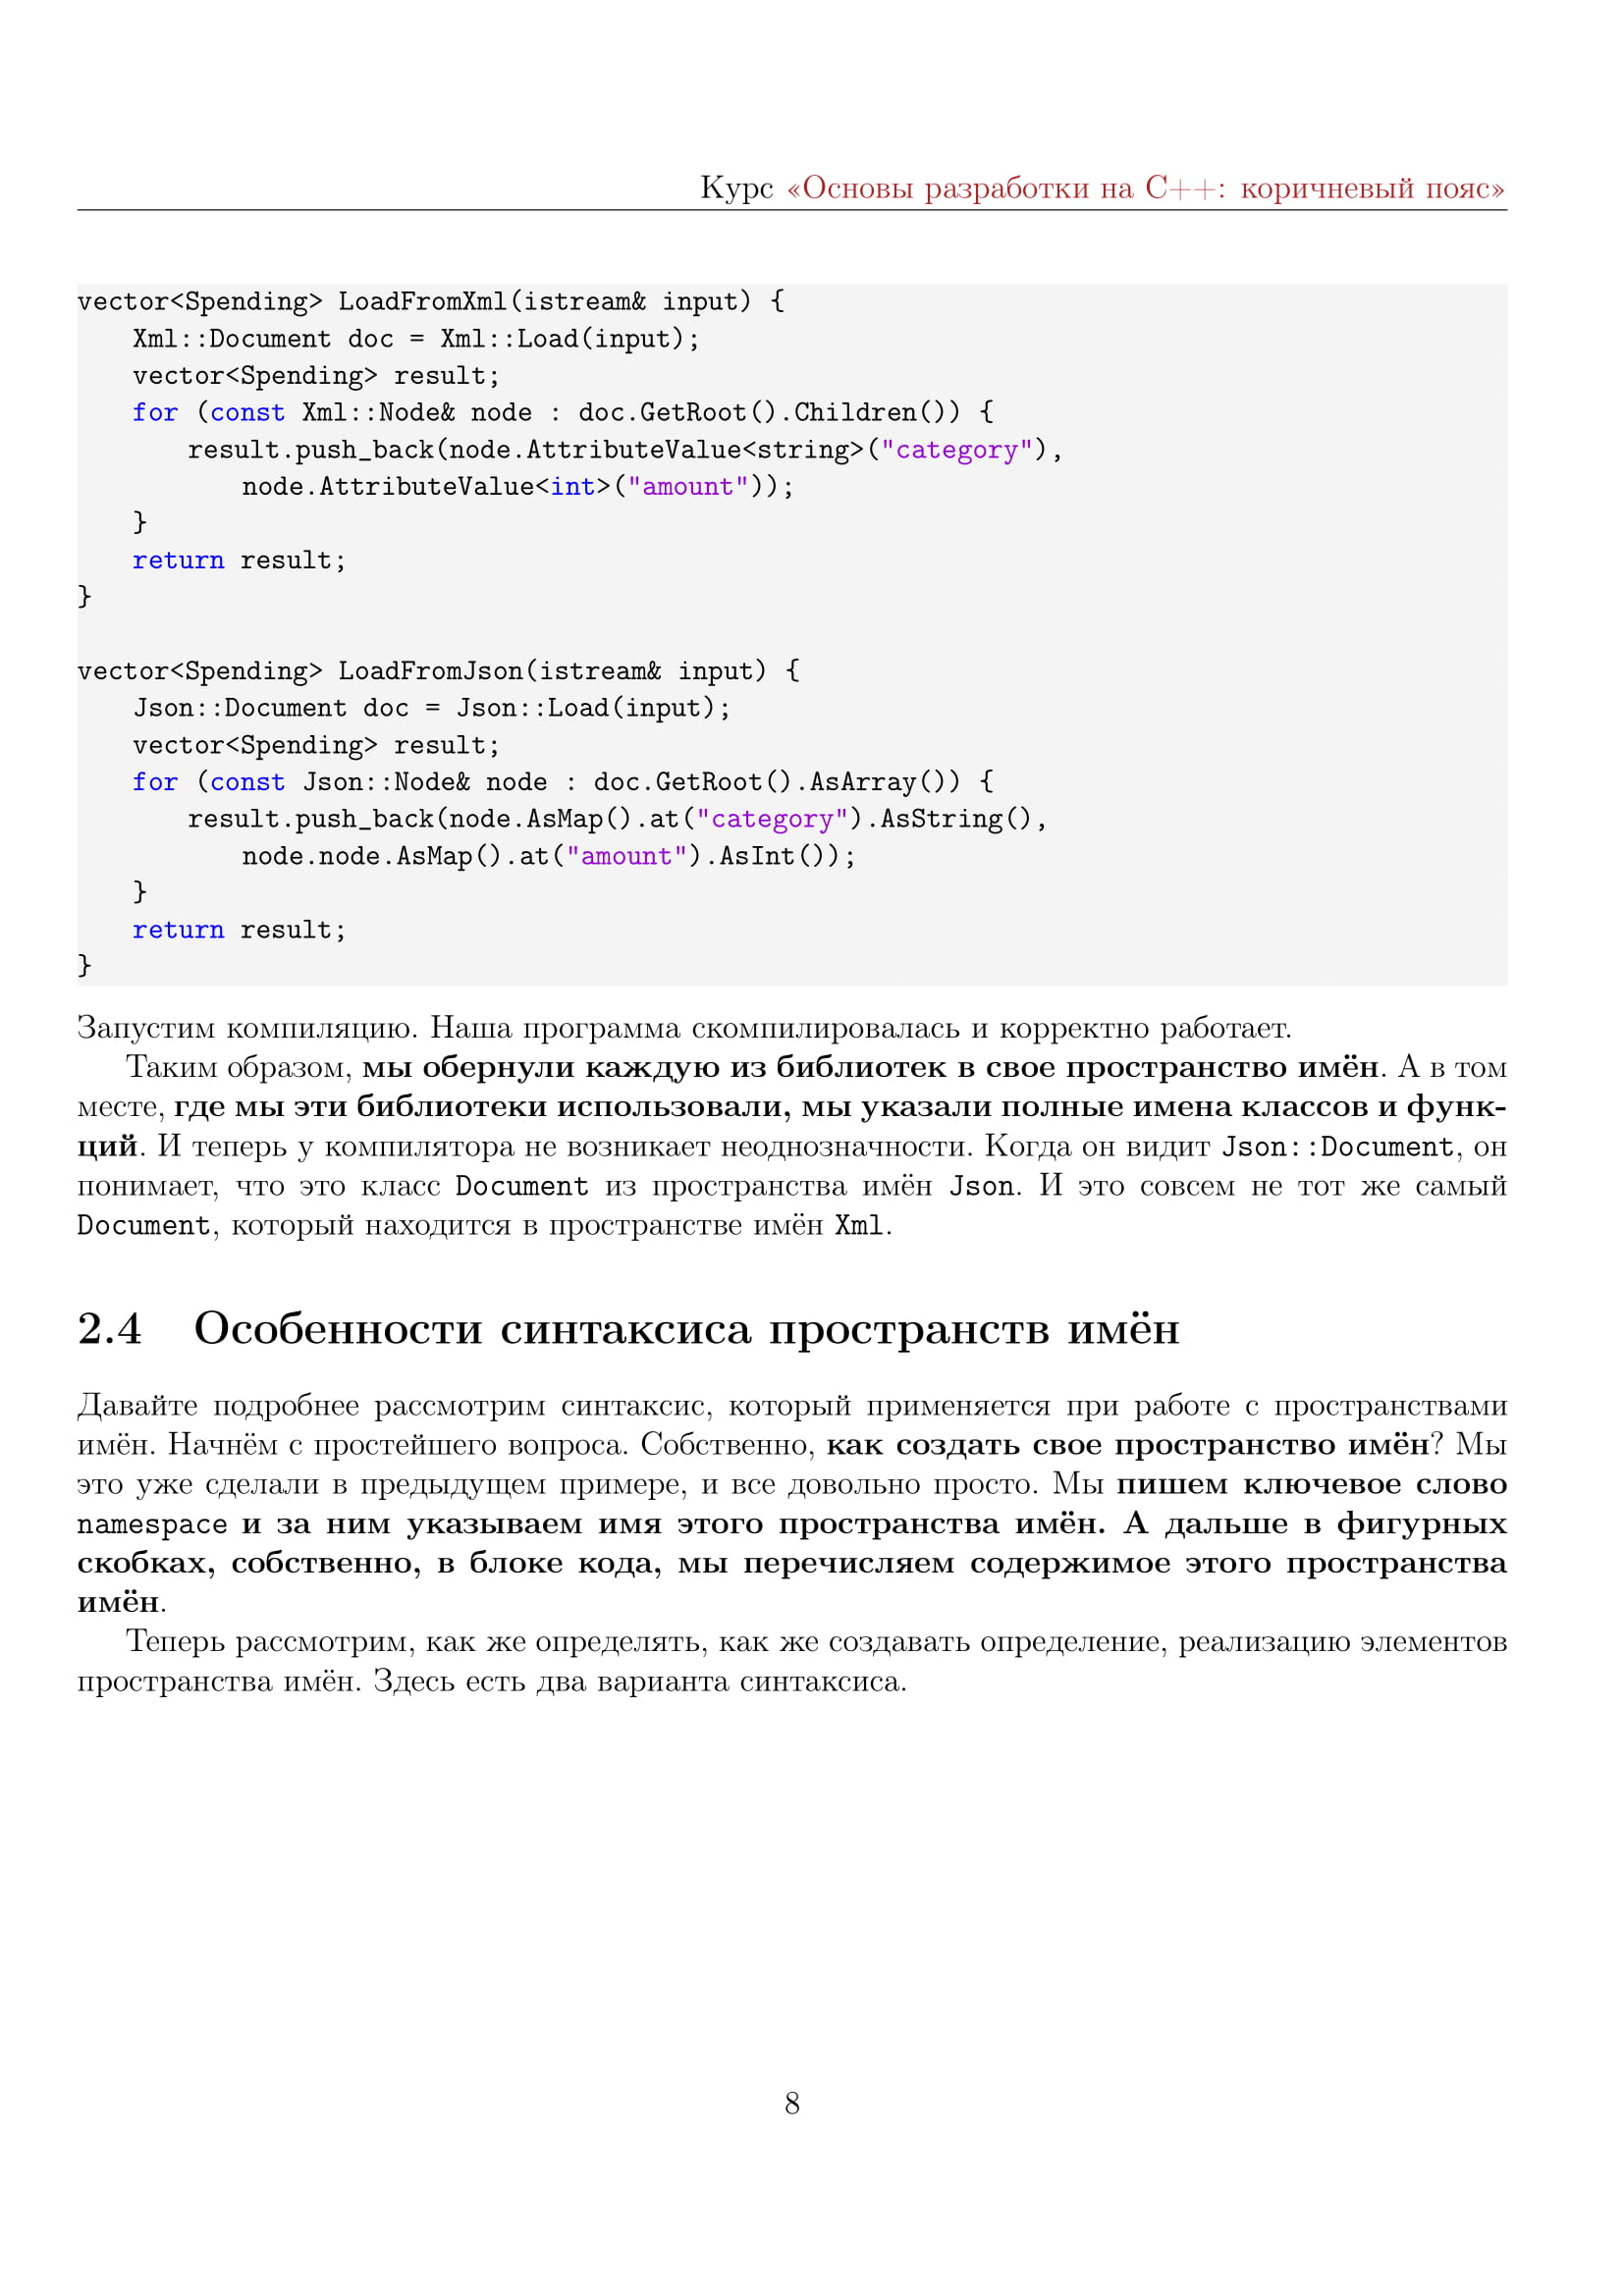 Курс «Основы разработки на C++: коричневый пояс»
vector<Spending> LoadFromXml(istream& input) {
    Xml::Document doc = Xml::Load(input);
    vector<Spending> result;
    for (const Xml::Node& node : doc.GetRoot().Children()) {
        result.push_back(node.AttributeValue<string>("category"),
            node.AttributeValue<int>("amount"));
    }
    return result;
}

vector<Spending> LoadFromJson(istream& input) {
    Json::Document doc = Json::Load(input);
    vector<Spending> result;
    for (const Json::Node& node : doc.GetRoot().AsArray()) {
        result.push_back(node.AsMap().at("category").AsString(),
            node.node.AsMap().at("amount").AsInt());
    }
    return result;
}
Запустим компиляцию. Наша программа скомпилировалась и корректно работает.
Таким образом, мы обернули каждую из библиотек в свое пространство имён. А в том
месте, где мы эти библиотеки использовали, мы указали полные имена классов и функ-
ций. И теперь у компилятора не возникает неоднозначности. Когда он видит Json::Document, он
понимает, что это класс Document из пространства имён Json. И это совсем не тот же самый
Document, который находится в пространстве имён Xml.
2.4 Особенности синтаксиса пространств имён
Давайте подробнее рассмотрим синтаксис, который применяется при работе с пространствами
имён. Начнём с простейшего вопроса. Собственно, как создать свое пространство имён? Мы
это уже сделали в предыдущем примере, и все довольно просто. Мы пишем ключевое слово
namespace и за ним указываем имя этого пространства имён. А дальше в фигурных
скобках, собственно, в блоке кода, мы перечисляем содержимое этого пространства
имён.
Теперь рассмотрим, как же определять, как же создавать определение, реализацию элементов
пространства имён. Здесь есть два варианта синтаксиса.
8